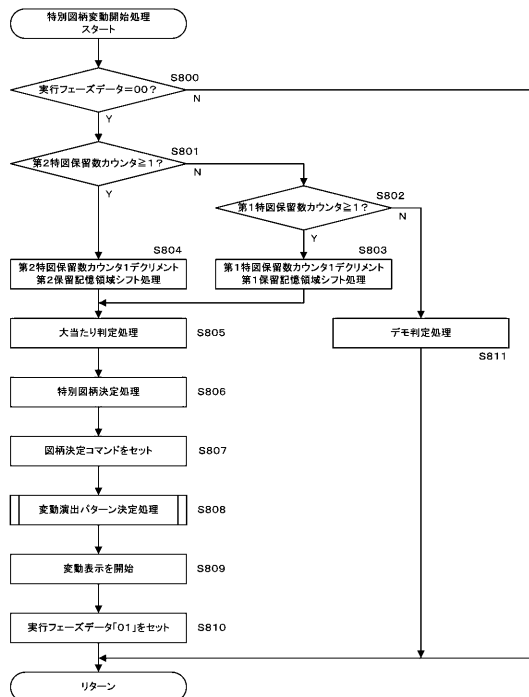 特別図柄変動開始処理
スタート
S800
実行フェーズデータ=00?
N
Y
S801
第2特図保留数カウンタ≧1?
N
Y
S802
第1特図保留数カウンタ≧1?
N
Y
S804
第2特図保留数カウンタ1デクリメント
第2保留記憶領域シフト処理
S803
第1特図保留数カウンタ1デクリメント
第1保留記憶領域シフト処理
大当たり判定処理
S805
デモ判定処理
S811
特別図柄決定処理
S806
図柄決定コマンドをセット
S807
変動演出パターン決定処理
S808
変動表示を開始
S809
実行フェーズデータ「01」をセット
S810
リターン